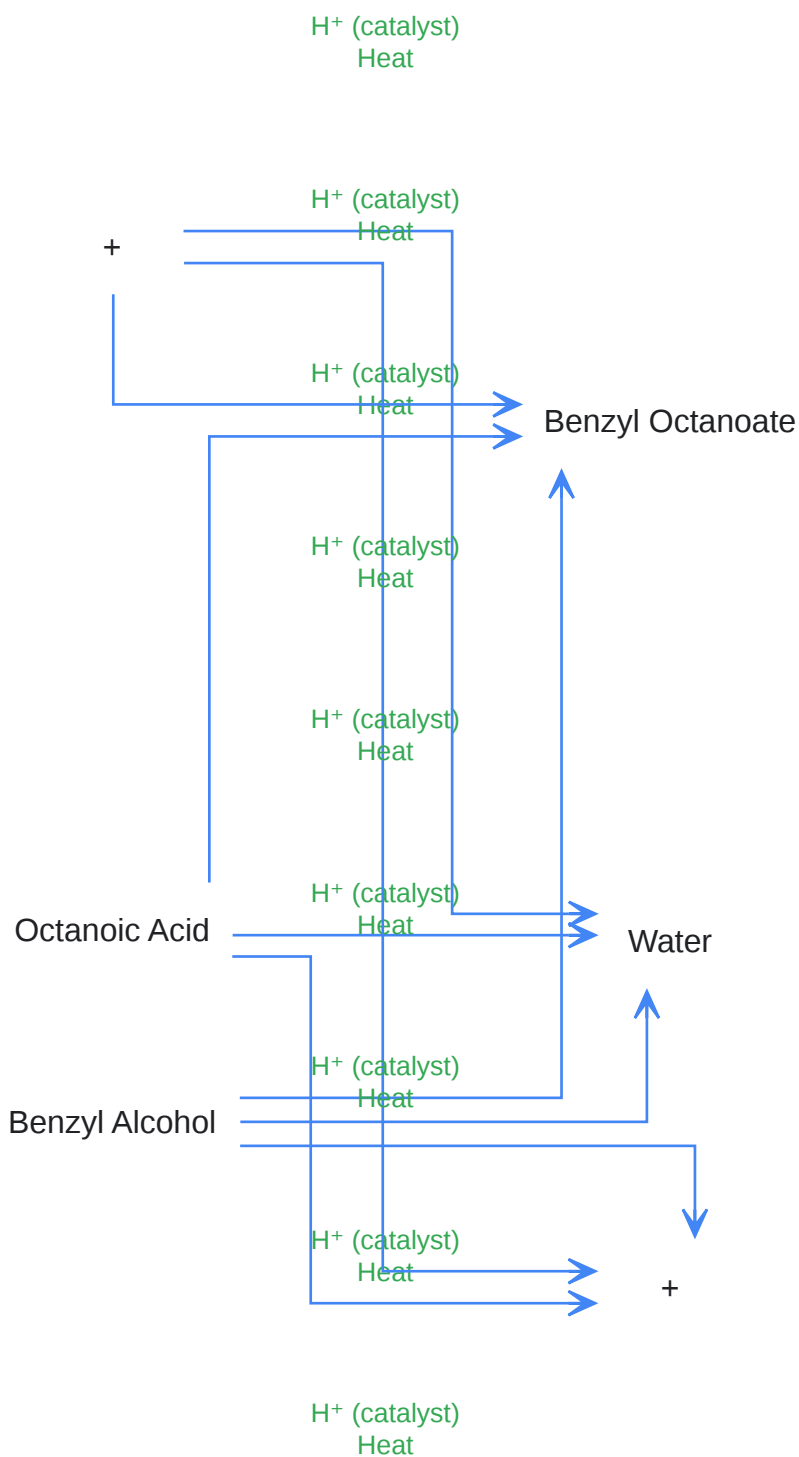 H⁺ (catalyst)
Heat
H⁺ (catalyst)
Heat
+
H⁺ (catalyst)
Heat
Benzyl Octanoate
H⁺ (catalyst)
Heat
H⁺ (catalyst)
Heat
H⁺ (catalyst)
Heat
Octanoic Acid
Water
H⁺ (catalyst)
Heat
Benzyl Alcohol
H⁺ (catalyst)
Heat
+
H⁺ (catalyst)
Heat